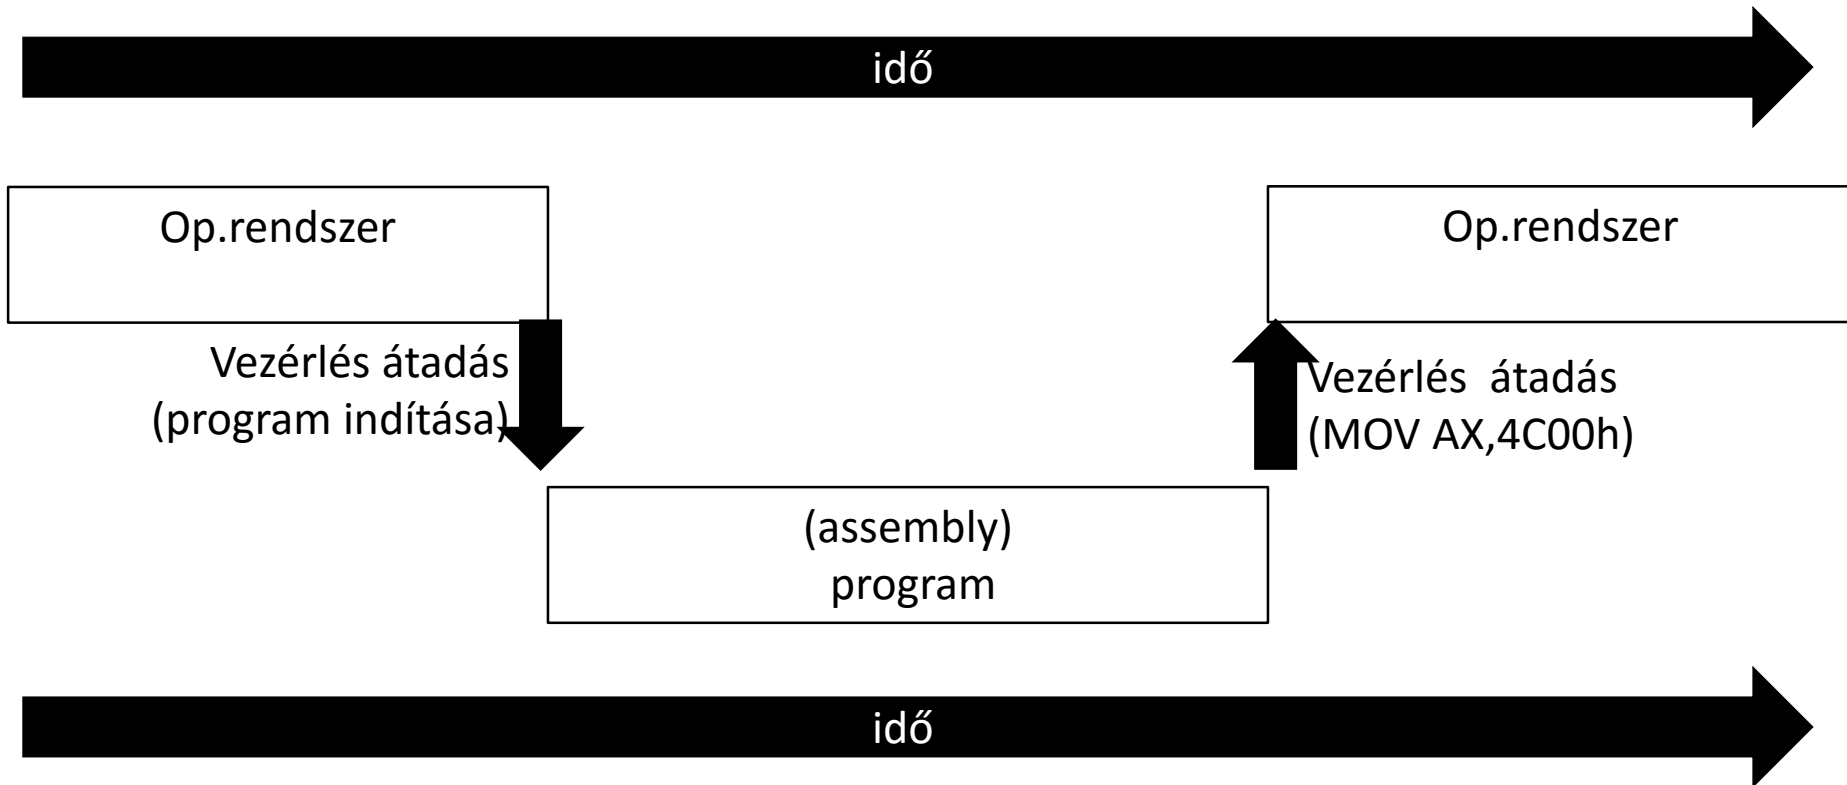 idő
Op.rendszer
Op.rendszer
Vezérlés átadás
(program indítása)
Vezérlés átadás
(MOV AX,4C00h)
(assembly)
program
idő